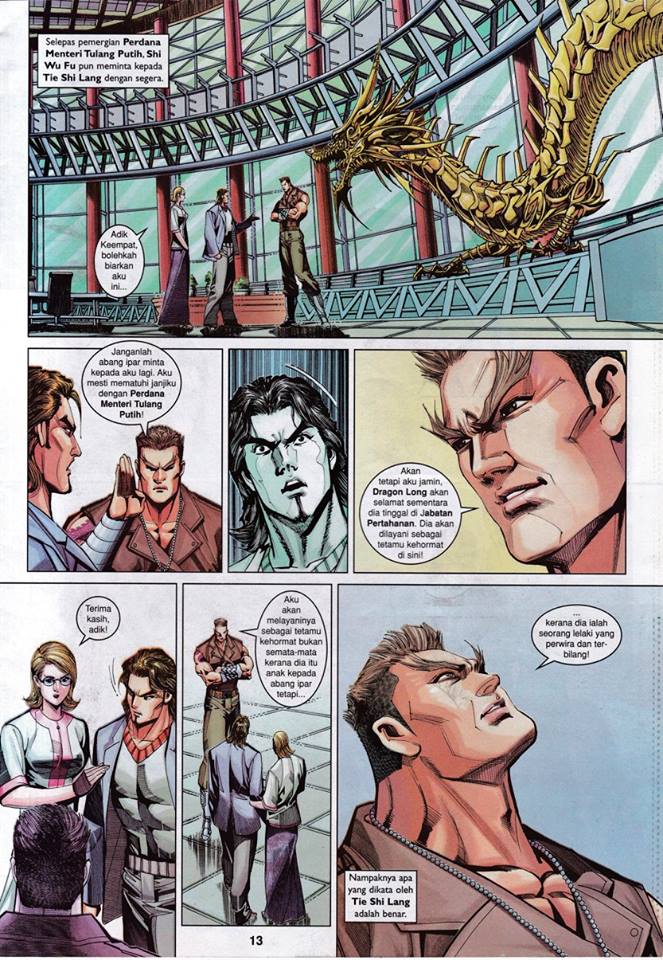 Selepas pemergian Perdana
Menteri Tulang Putih, Shi
Wu Fu pun meminta kepada
Tie Shi Lang dengan segera.
Adik
Keempat,
bolehkah
biarkan
aku
ini...
Janganlah
abang ipar minta
kepada aku lagi. Aku
mesti mematuhi janjiku
dengan Perdana
Menteri Tulang
Putih!
Akan
tetapi aku jamin,
Dragon Long akan
selamat sementara
dia tinggal di Jabatan
Pertahanan. Dia akan
dilayani sebagai
tetamu kehormat
di sini!
Terima
kasih,
adik!
Aku
akan
melayaninya
sebagai tetamu
kehormat bukan
semata-mata
kerana dia itu
anak kepada
abang ipar
tetapi...
...
kerana dia ialah
seorang lelaki yang
perwira dan ter-
bilang!
Nampaknya apa
yang dikata oleh
Tie Shi Lang
adalah benar.
13